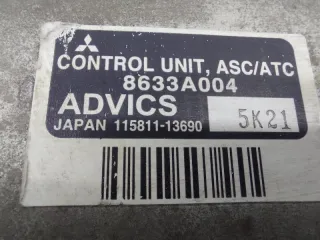 CONTROL UNIT, ASC/ATC
8633A004
ADVICS
JAPAN 115811-13690
5K21